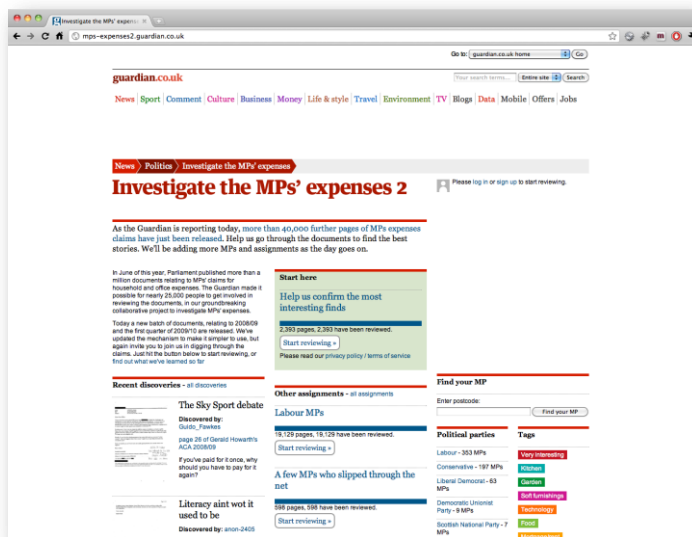 Investigate the MPs' expens
mps-expenses2.guardian.co.uk
Go to: guardian.co.uk home Go
guardian.co.uk
Your search terms... Entire site Search
News Sport Comment Culture Business Money Life & style Travel Environment TV Blogs Data Mobile Offers Jobs
News Politics Investigate the MPs' expenses
Investigate the MPs' expenses 2
Please log in or sign up to start reviewing.
As the Guardian is reporting today, more than 40,000 further pages of MPs expenses
claims have just been released. Help us go through the documents to find the best
stories. We'll be adding more MPs and assignments as the day goes on.
In June of this year, Parliament published more than a
million documents relating to MPs' claims for
household and office expenses. The Guardian made it
possible for nearly 25,000 people to get involved in
reviewing the documents, in our groundbreaking
collaborative project to investigate MPs' expenses.
Today a new batch of documents, relating to 2008/09
and the first quarter of 2009/10 are released. We've
updated the mechanism to make it simpler to use, but
again invite you to join us in digging through the
claims. Just hit the button below to start reviewing, or
find out what we've learned so far
Start here
Help us confirm the most
interesting finds
2,393 pages, 2,393 have been reviewed.
Start reviewing »
Please read our privacy policy / terms of service
Recent discoveries - all discoveries
The Sky Sport debate
Discovered by:
Guido_Fawkes
page 26 of Gerald Howarth's
ACA 2008/09
If you've paid for it once, why
should you have to pay for it
again?
Literacy aint wot it
used to be
Discovered by: anon-2405
Other assignments - all assignments
Labour MPs
19,129 pages, 19,129 have been reviewed.
Start reviewing »
A few MPs who slipped through the
net
598 pages, 598 have been reviewed.
Start reviewing »
Find your MP
Enter postcode:
Find your MP
Political parties
Labour - 353 MPs
Conservative - 197 MPs
Liberal Democrat - 63
MPs
Democratic Unionist
Party - 9 MPs
Scottish National Party - 7
MPs
Tags
Very interesting
Kitchen
Garden
Soft furnishings
Technology
Food